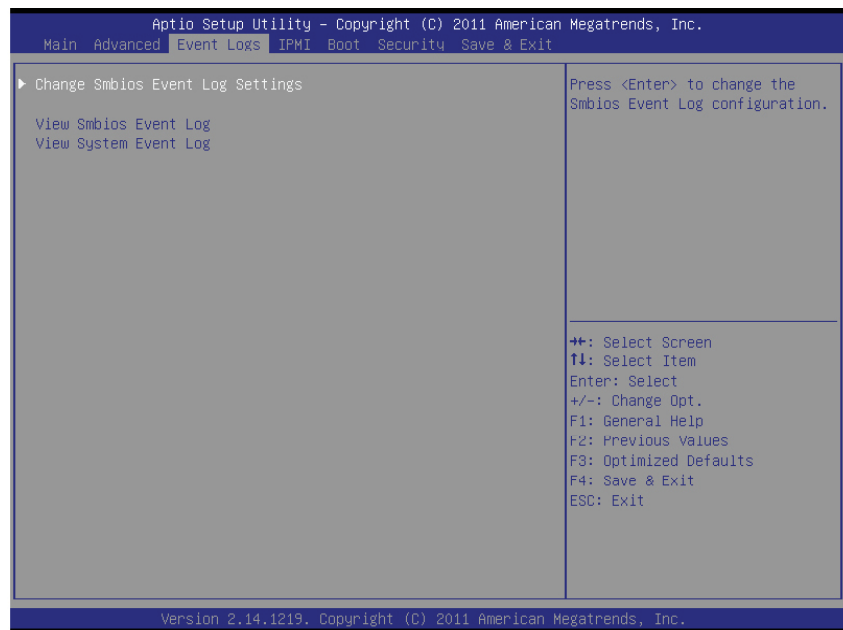 Aptio Setup Utility – Copyright (C) 2011 American Megatrends, Inc.
Main Advanced Event Logs IPMI Boot Security Save & Exit
▶ Change Smbios Event Log Settings
View Smbios Event Log
View System Event Log
Press <Enter> to change the
Smbios Event Log configuration.
→←: Select Screen
↑↓: Select Item
Enter: Select
+/-: Change Opt.
F1: General Help
F2: Previous Values
F3: Optimized Defaults
F4: Save & Exit
ESC: Exit
Version 2.14.1219. Copyright (C) 2011 American Megatrends, Inc.